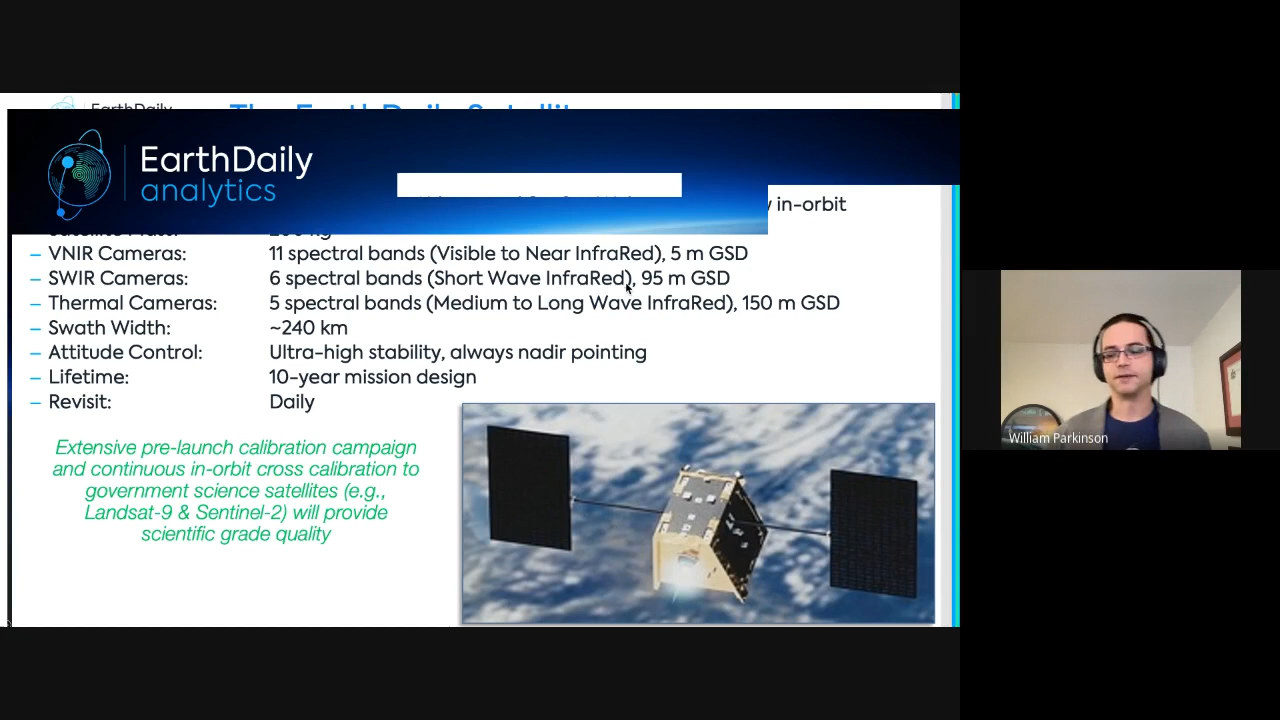 EarthDaily
The EarthDaily Satellite
EarthDaily
analytics
in-orbit
– VNIR Cameras: 11 spectral bands (Visible to Near InfraRed), 5 m GSD
– SWIR Cameras: 6 spectral bands (Short Wave InfraRed), 95 m GSD
– Thermal Cameras: 5 spectral bands (Medium to Long Wave InfraRed), 150 m GSD
– Swath Width: ~240 km
– Attitude Control: Ultra-high stability, always nadir pointing
– Lifetime: 10-year mission design
– Revisit: Daily
Extensive pre-launch calibration campaign
and continuous in-orbit cross calibration to
government science satellites (e.g.,
Landsat-9 & Sentinel-2) will provide
scientific grade quality
William Parkinson